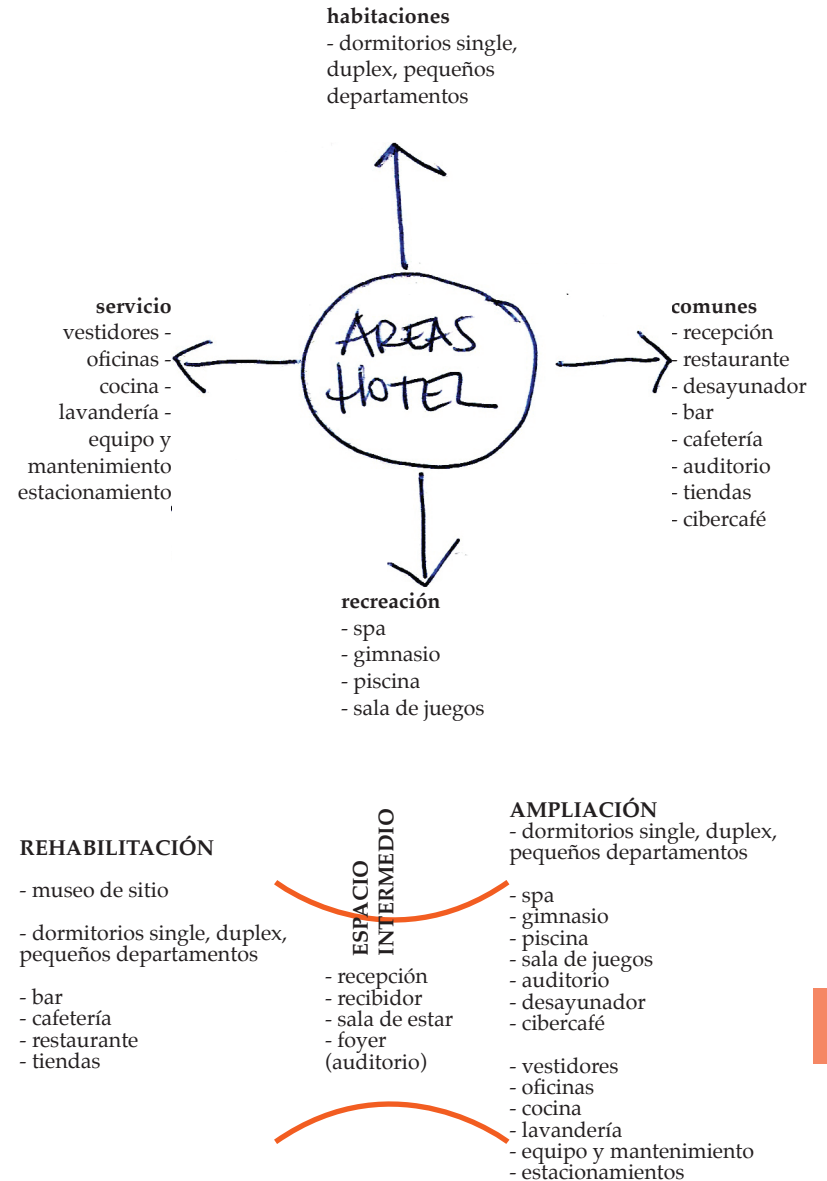 habitaciones
- dormitorios single,
duplex, pequeños
departamentos
servicio
vestidores -
oficinas -
cocina -
lavandería -
equipo y
mantenimiento
estacionamiento
AREAS
HOTEL
comunes
- recepción
- restaurante
- desayunador
- bar
- cafetería
- auditorio
- tiendas
- cibercafé
recreación
- spa
- gimnasio
- piscina
- sala de juegos
REHABILITACIÓN
- museo de sitio
- dormitorios single, duplex,
pequeños departamentos
- bar
- cafetería
- restaurante
- tiendas
ESPACIO
INTERMEDIO
- recepción
- recibidor
- sala de estar
- foyer
(auditorio)
AMPLIACIÓN
- dormitorios single, duplex,
pequeños departamentos
- spa
- gimnasio
- piscina
- sala de juegos
- auditorio
- desayunador
- cibercafé
- vestidores
- oficinas
- cocina
- lavandería
- equipo y mantenimiento
- estacionamientos